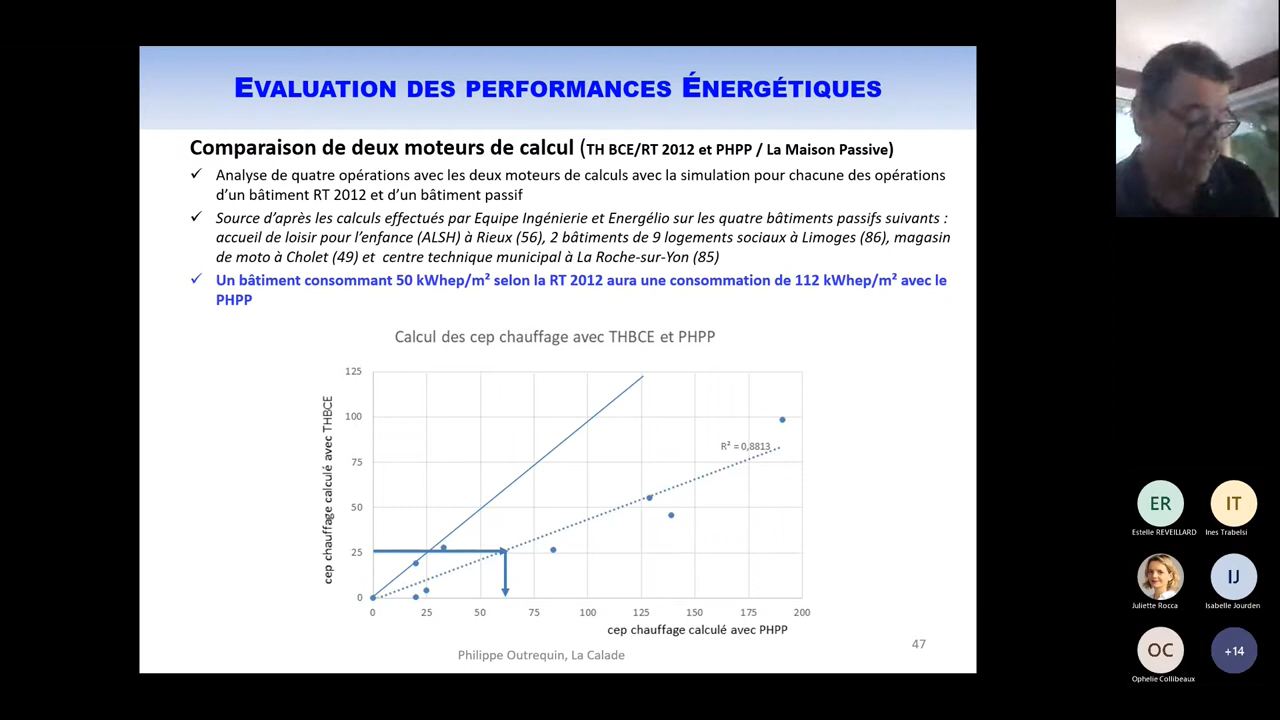 EVALUATION DES PERFORMANCES ÉNERGÉTIQUES
Comparaison de deux moteurs de calcul (TH BCE/RT 2012 et PHPP / La Maison Passive)
✓ Analyse de quatre opérations avec les deux moteurs de calculs avec la simulation pour chacune des opérations
d'un bâtiment RT 2012 et d'un bâtiment passif
✓ Source d'après les calculs effectués par Equipe Ingénierie et Energélio sur les quatre bâtiments passifs suivants :
accueil de loisir pour l'enfance (ALSH) à Rieux (56), 2 bâtiments de 9 logements sociaux à Limoges (86), magasin
de moto à Cholet (49) et centre technique municipal à La Roche-sur-Yon (85)
✓ Un bâtiment consommant 50 kWhep/m² selon la RT 2012 aura une consommation de 112 kWhep/m² avec le
PHPP
Calcul des cep chauffage avec THBCE et PHPP
cep chauffage calculé avec THBCE
125
100
75
50
25
0
R² = 0,8813
0 25 50 75 100 125 150 175 200
cep chauffage calculé avec PHPP
Philippe Outrequin, La Calade
47
ER
Estelle REVEILLARD
IT
Ines Trabelsi
Juliette Rocca
IJ
Isabelle Jourden
OC
Ophelie Collibeaux
+14